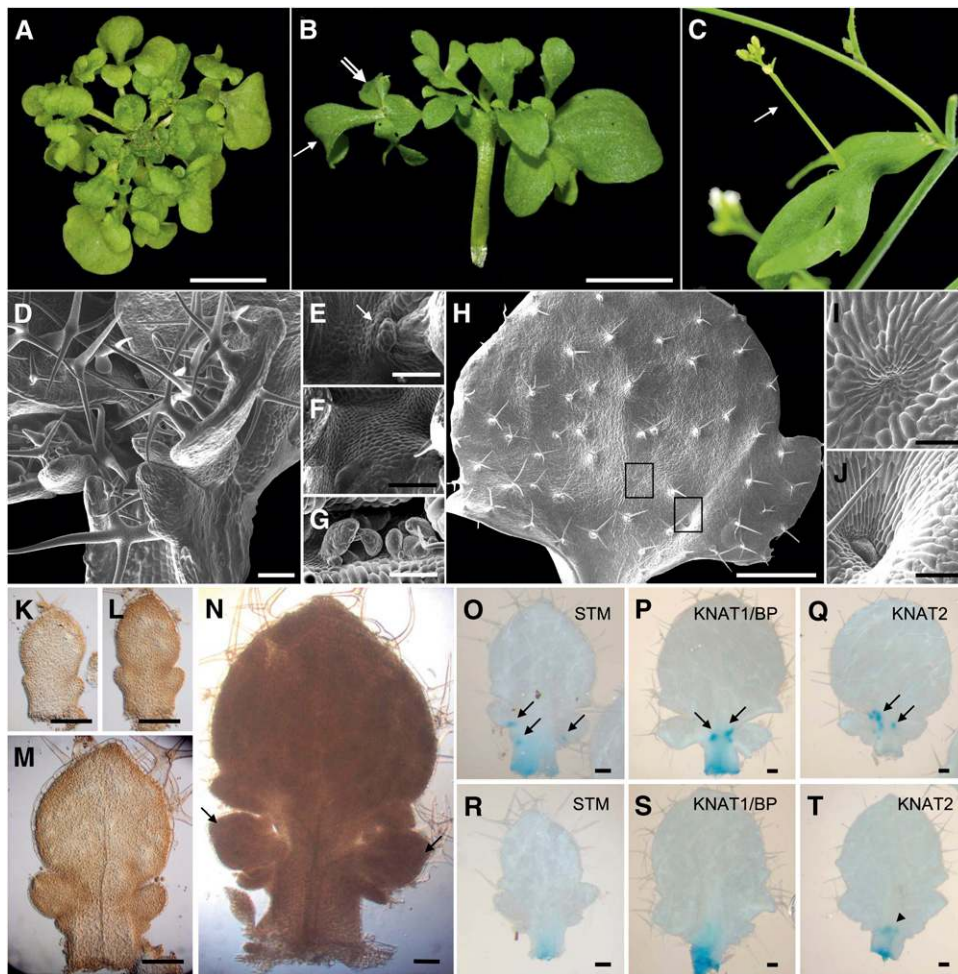 A
B
C
D
E
F
G
H
I
J
K
L
M
N
O STM
P KNAT1/BP
Q KNAT2
R STM
S KNAT1/BP
T KNAT2